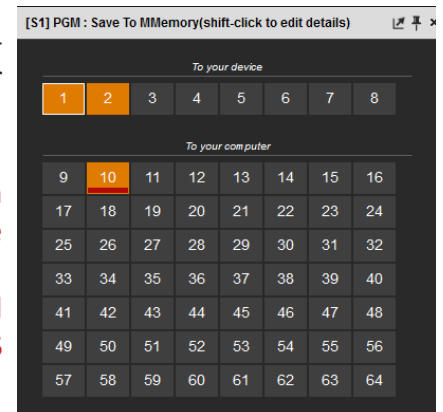 [S1] PGM : Save To MMemory(shift-click to edit details)
To your device
1 2 3 4 5 6 7 8
To your computer
9 10 11 12 13 14 15 16
17 18 19 20 21 22 23 24
25 26 27 28 29 30 31 32
33 34 35 36 37 38 39 40
41 42 43 44 45 46 47 48
49 50 51 52 53 54 55 56
57 58 59 60 61 62 63 64